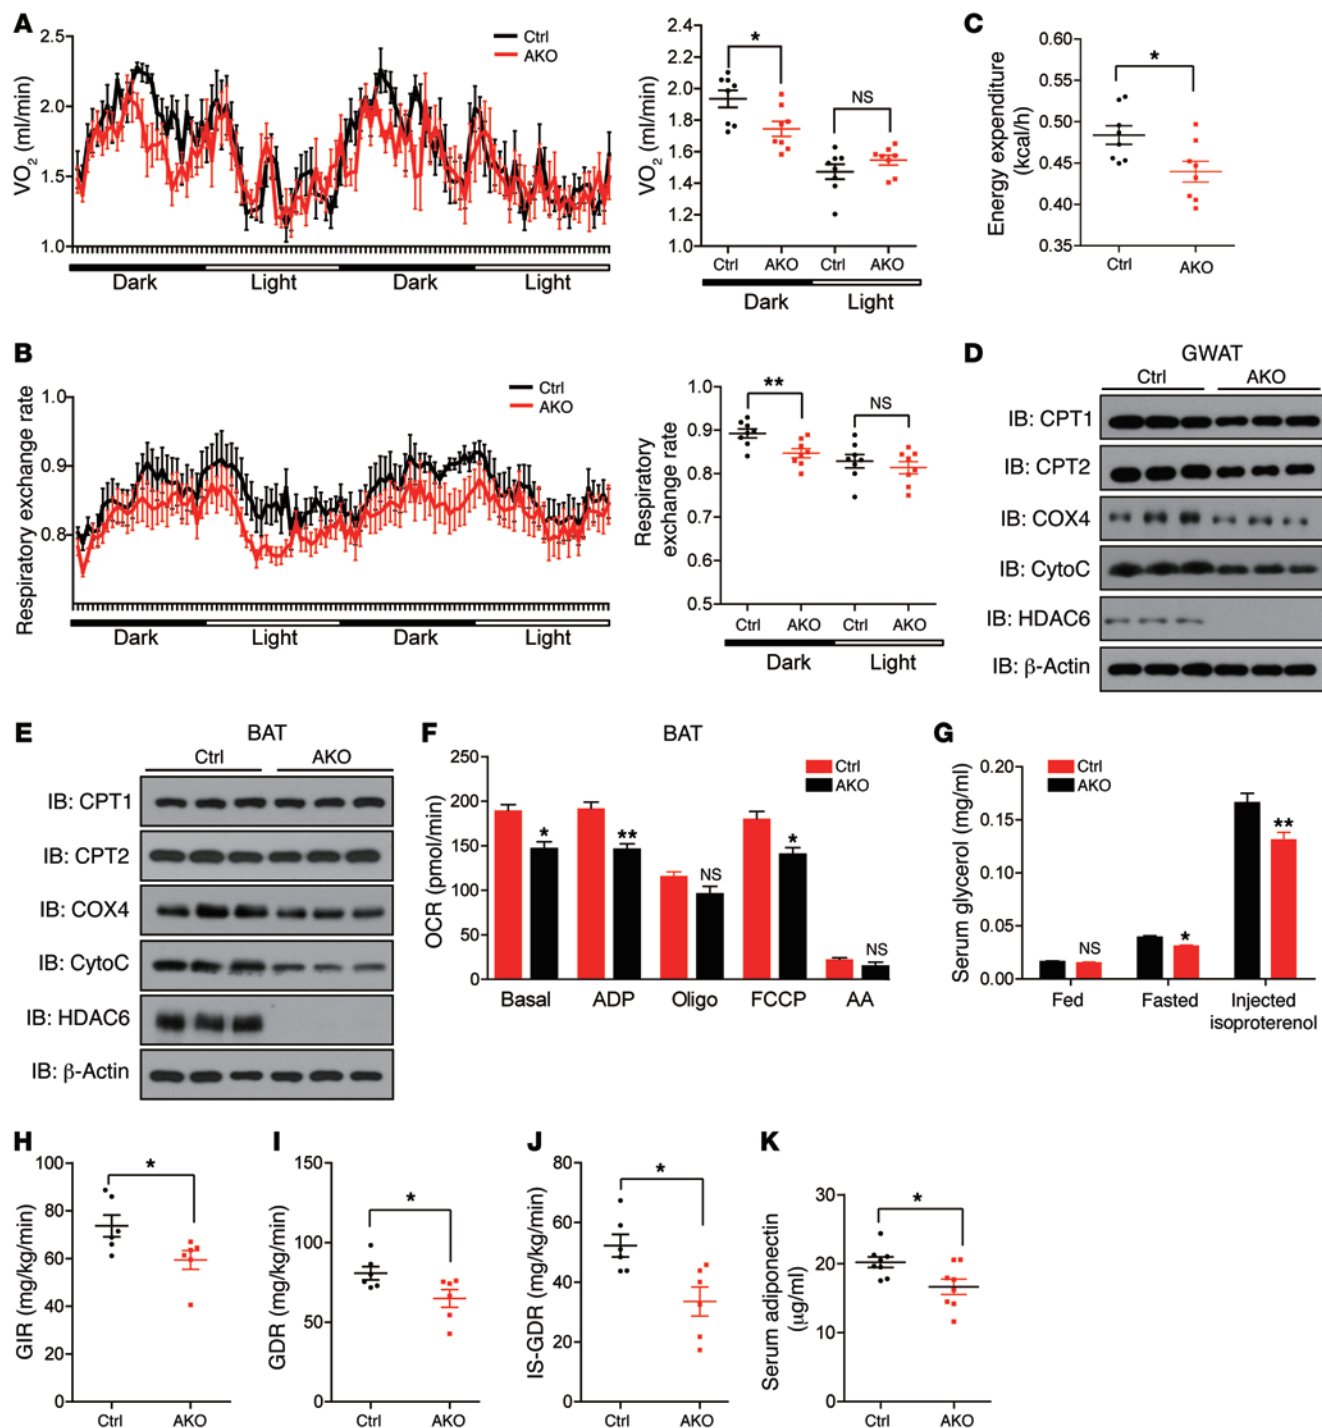 A
VO2 (ml/min)
2.5
2.0
1.5
1.0
Ctrl
AKO
Dark
Light
Dark
Light
VO2 (ml/min)
2.4
2.2
2.0
1.8
1.6
1.4
1.2
1.0
*
NS
Ctrl
AKO
Ctrl
AKO
Dark
Light
C
Energy expenditure
(kcal/h)
0.60
0.55
0.50
0.45
0.40
0.35
*
Ctrl
AKO
B
Respiratory exchange rate
1.0
0.9
0.8
Ctrl
AKO
Dark
Light
Dark
Light
Respiratory
exchange rate
1.0
0.9
0.8
0.7
0.5
**
NS
Ctrl
AKO
Ctrl
AKO
Dark
Light
D
GWAT
Ctrl
AKO
IB: CPT1
IB: CPT2
IB: COX4
IB: CytoC
IB: HDAC6
IB: β-Actin
E
BAT
Ctrl
AKO
IB: CPT1
IB: CPT2
IB: COX4
IB: CytoC
IB: HDAC6
IB: β-Actin
F
BAT
OCR (pmol/min)
250
200
150
100
50
0
Ctrl
AKO
*
**
NS
*
NS
Basal
ADP
Oligo
FCCP
AA
G
Serum glycerol (mg/ml)
0.20
0.15
0.10
0.05
0.00
Ctrl
AKO
NS
*
**
Fed
Fasted
Injected
isoproterenol
H
GIR (mg/kg/min)
100
80
60
40
20
0
*
Ctrl
AKO
I
GDR (mg/kg/min)
150
100
50
0
*
Ctrl
AKO
J
IS-GDR (mg/kg/min)
80
60
40
20
0
*
Ctrl
AKO
K
Serum adiponectin
(μg/ml)
30
20
10
0
*
Ctrl
AKO